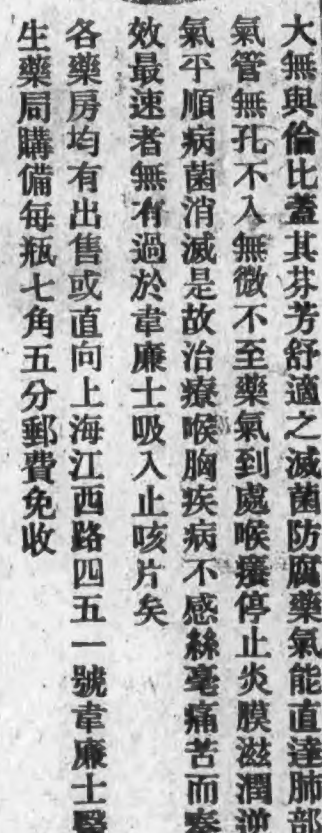 大無與倫比蓋其芬芳舒適之滅菌防腐藥氣能直達肺部
氣管無孔不入無微不至藥氣到處喉癢停止炎膜滋潤逆
氣平順病菌消滅是故治療喉胸疾病不感絲毫痛苦而奏
效最速者無有過於韋廉士吸入止咳片矣
各藥房均有出售或直向上海江西路四五一號韋廉士醫
生藥局購備每瓶七角五分郵費免收